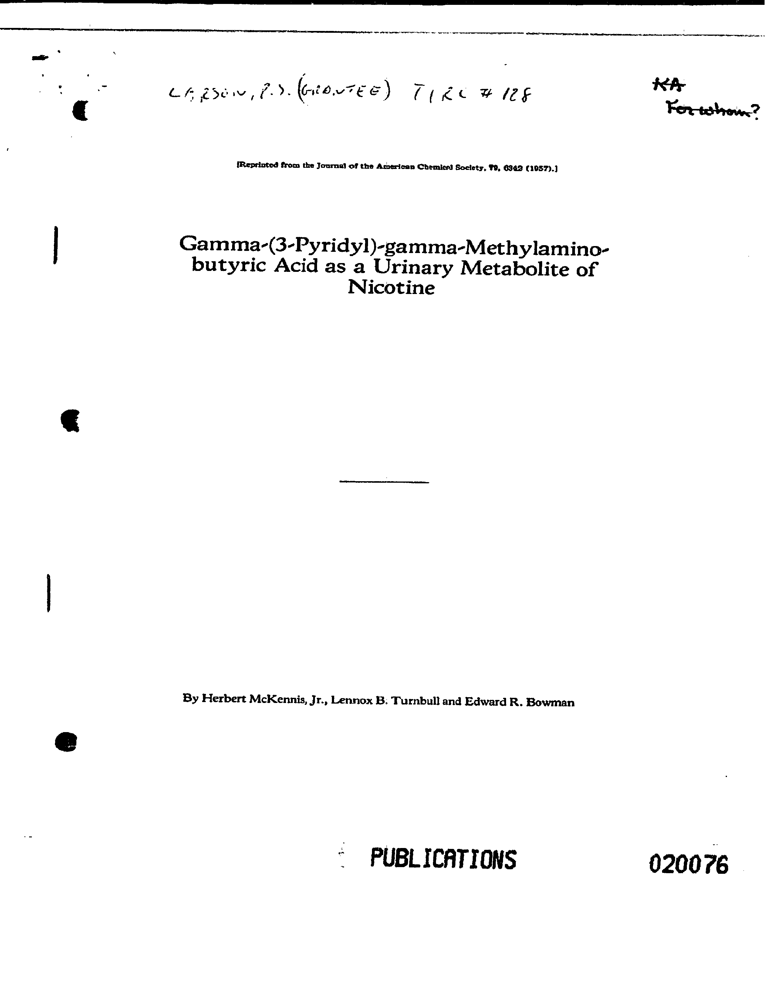 LARSON, P.S. (GRANTEE) TIRC # 128
KA
For whom?
[Reprinted from the Journal of the American Chemical Society, 79, 6342 (1957).]
Gamma-(3-Pyridyl)-gamma-Methylamino-
butyric Acid as a Urinary Metabolite of
Nicotine
By Herbert McKennis, Jr., Lennox B. Turnbull and Edward R. Bowman
PUBLICATIONS
020076